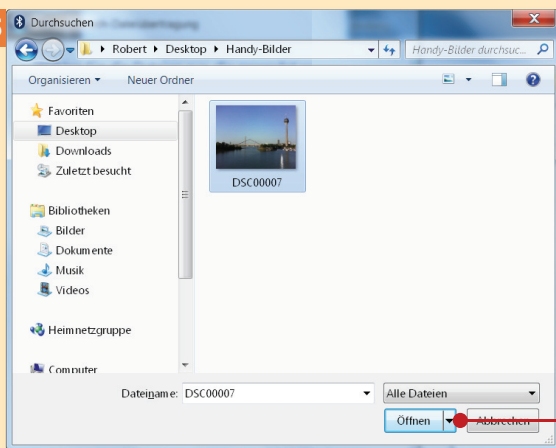 Durchsuchen
Robert ▸ Desktop ▸ Handy-Bilder
Handy-Bilder durchsuc...
Organisieren
Neuer Ordner
Favoriten
Desktop
Downloads
Zuletzt besucht
Bibliotheken
Bilder
Dokumente
Musik
Videos
Heimnetzgruppe
Computer
DSC00007
Dateiname: DSC00007
Alle Dateien
Öffnen
Abbrechen